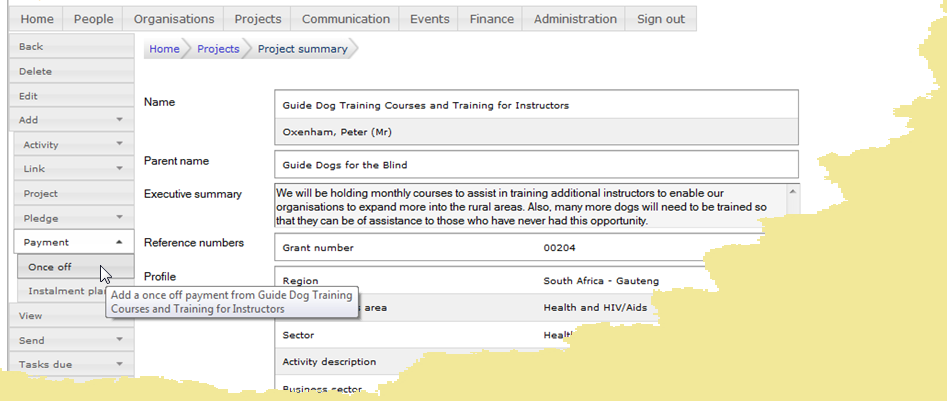 Home People Organisations Projects Communication Events Finance Administration Sign out
Back
Delete
Edit
Add
Activity
Link
Project
Pledge
Payment
Once off
Instalment
View
Send
Tasks due
Home Projects Project summary
Name
Guide Dog Training Courses and Training for Instructors
Oxenham, Peter (Mr)
Parent name
Guide Dogs for the Blind
Executive summary
We will be holding monthly courses to assist in training additional instructors to enable our
organisations to expand more into the rural areas. Also, many more dogs will need to be trained so
that they can be of assistance to those who have never had this opportunity.
Reference numbers
Grant number 00204
Profile
Region South Africa - Gauteng
area Health and HIV/Aids
Sector
Activity description
Business sector
Add a once off payment from Guide Dog Training
Courses and Training for Instructors